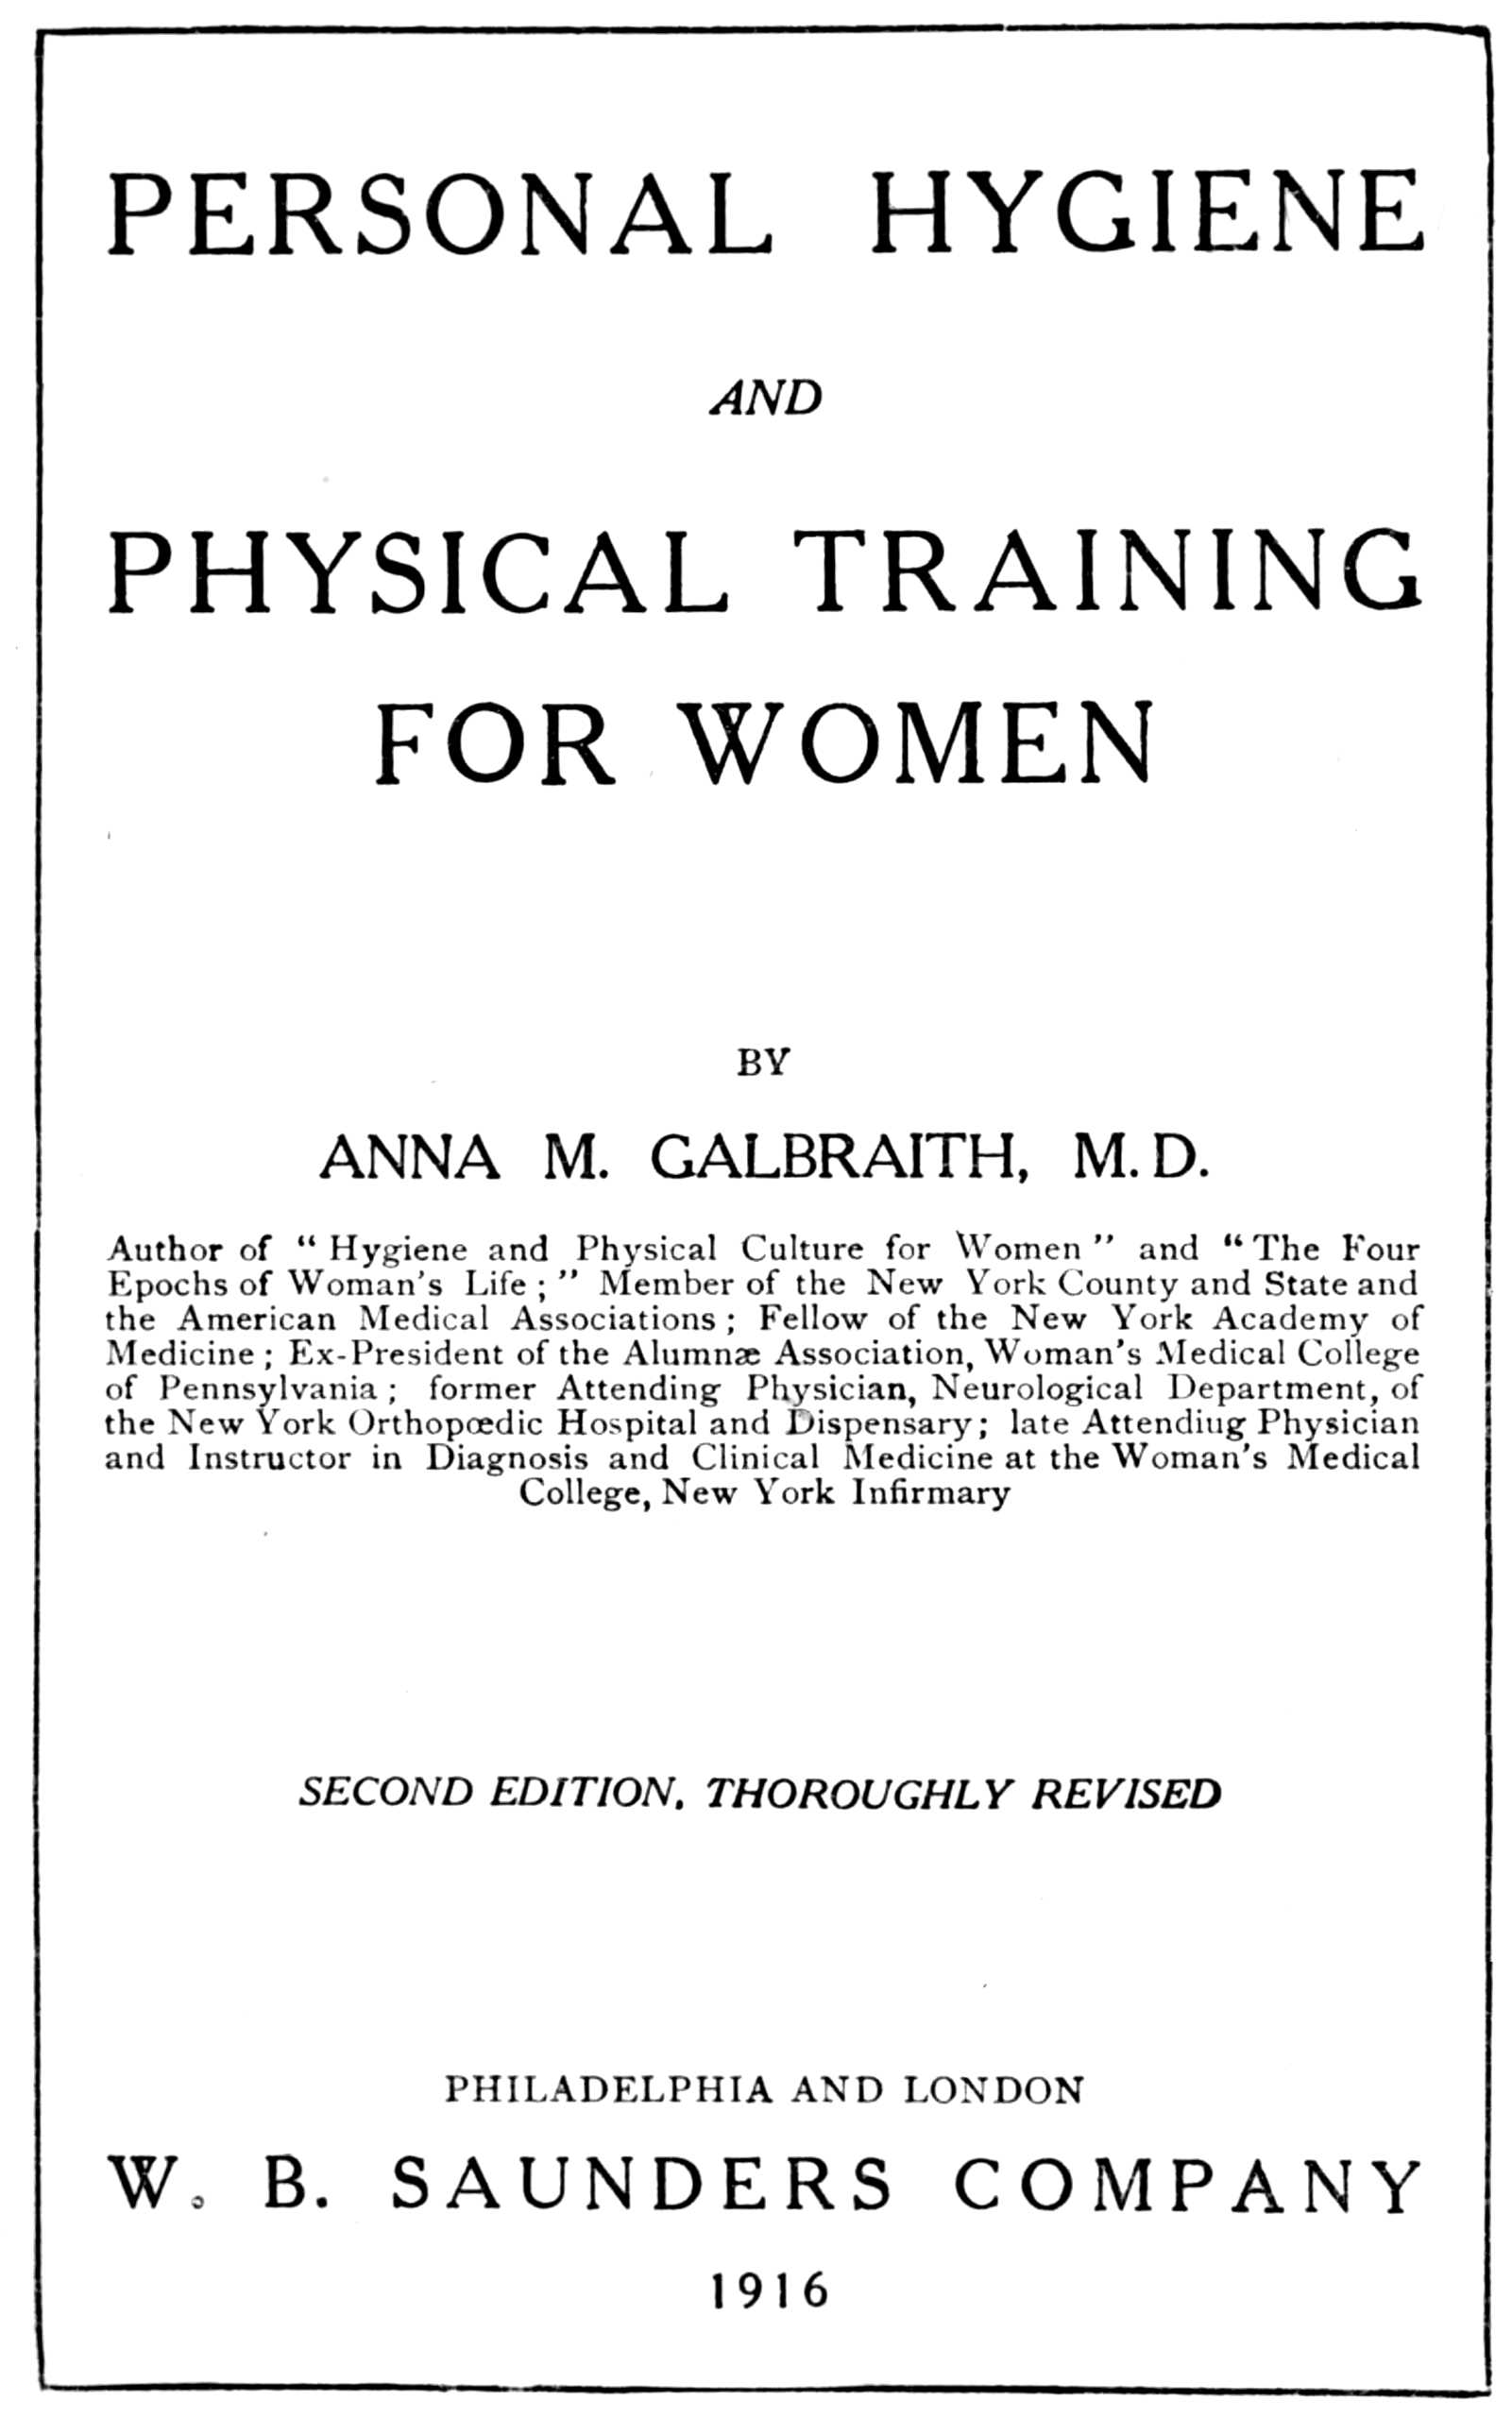 PERSONAL HYGIENE
AND
PHYSICAL TRAINING
FOR WOMEN
BY
ANNA M. GALBRAITH, M.D.
Author of “Hygiene and Physical Culture for Women” and “The Four
Epochs of Woman's Life;” Member of the New York County and State and
the American Medical Associations; Fellow of the New York Academy of
Medicine; Ex-President of the Alumnæ Association, Woman's Medical College
of Pennsylvania; former Attending Physician, Neurological Department, of
the New York Orthopœdic Hospital and Dispensary; late Attendiug Physician
and Instructor in Diagnosis and Clinical Medicine at the Woman's Medical
College, New York Infirmary
SECOND EDITION, THOROUGHLY REVISED
PHILADELPHIA AND LONDON
W. B. SAUNDERS COMPANY
1916